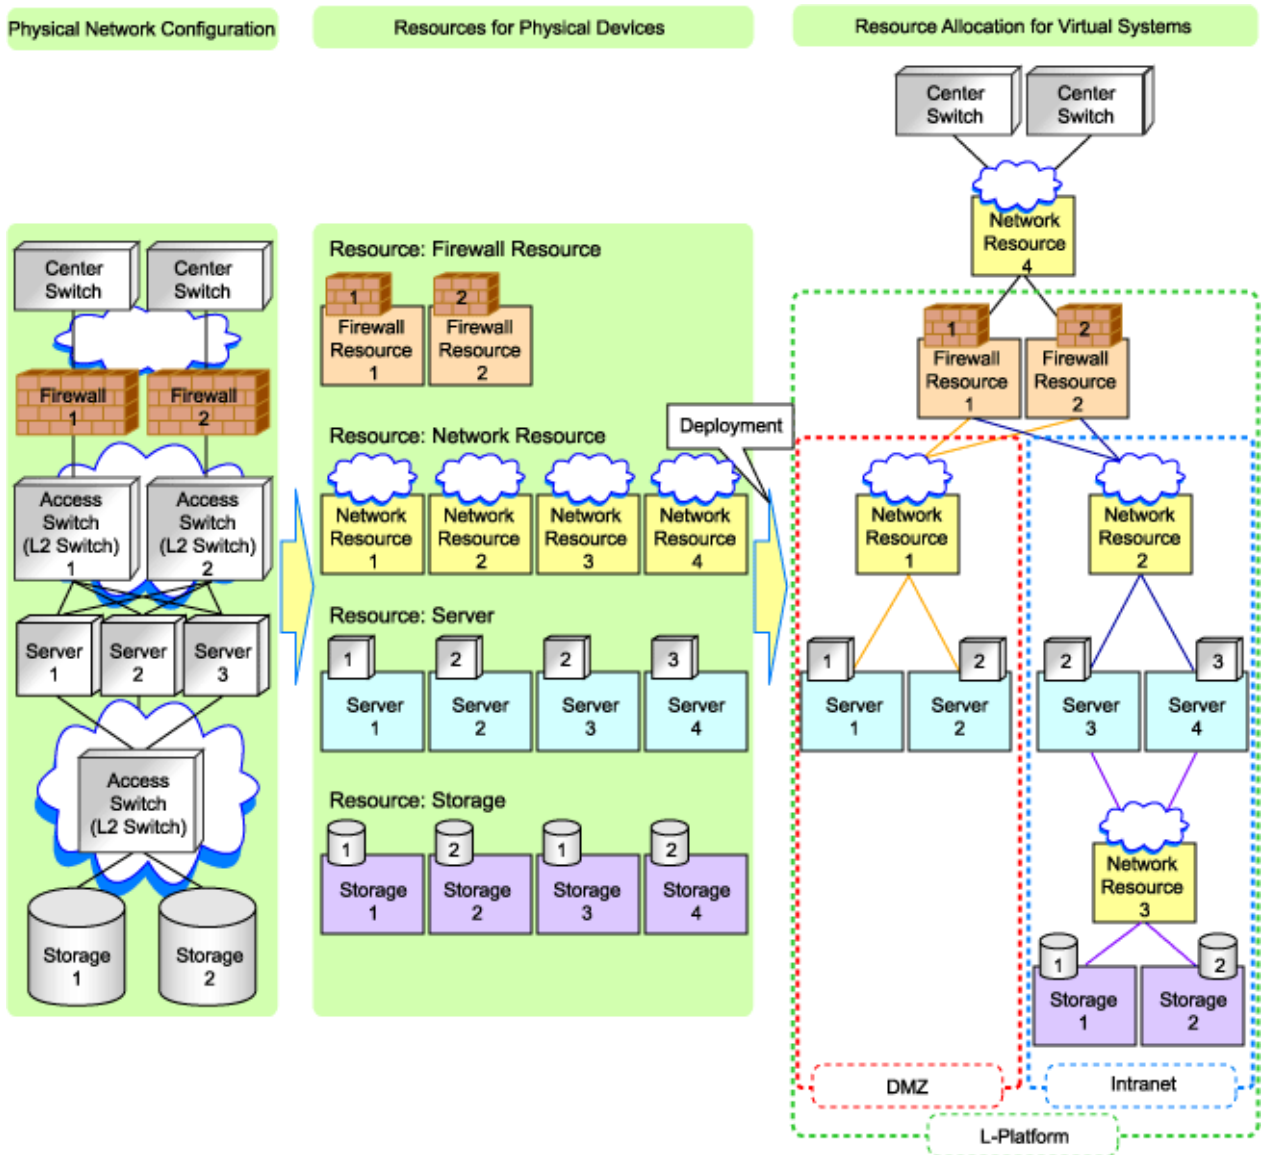 Physical Network Configuration
Resources for Physical Devices
Resource Allocation for Virtual Systems
Center
Switch
Center
Switch
Firewall
1
Firewall
2
Access
Switch
(L2 Switch)
1
Access
Switch
(L2 Switch)
2
Server
1
Server
2
Server
3
Access
Switch
(L2 Switch)
Storage
1
Storage
2
Resource: Firewall Resource
1
Firewall
Resource
1
2
Firewall
Resource
2
Resource: Network Resource
Network
Resource
1
Network
Resource
2
Network
Resource
3
Network
Resource
4
Resource: Server
1
Server
1
2
Server
2
2
Server
3
3
Server
4
Resource: Storage
1
Storage
1
2
Storage
2
1
Storage
3
2
Storage
4
Deployment
Center
Switch
Center
Switch
Network
Resource
4
1
Firewall
Resource
1
2
Firewall
Resource
2
Network
Resource
1
Network
Resource
2
1
Server
1
2
Server
2
2
Server
3
3
Server
4
Network
Resource
3
1
Storage
1
2
Storage
2
DMZ
Intranet
L-Platform